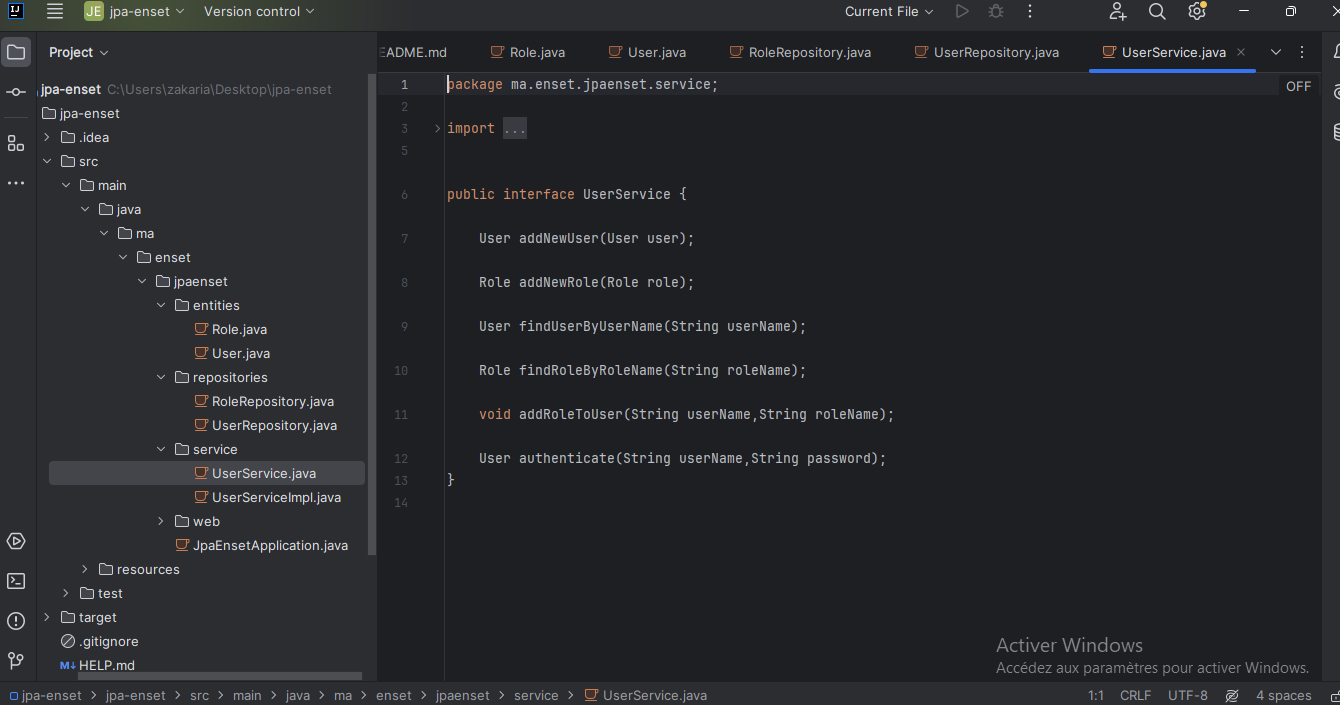 JE jpa-enset Version control Current File
Project
EADME.md Role.java User.java RoleRepository.java UserRepository.java UserService.java
jpa-enset C:\Users\zakaria\Desktop\jpa-enset
jpa-enset
.idea
src
main
java
ma
enset
jpaenset
entities
Role.java
User.java
repositories
RoleRepository.java
UserRepository.java
service
UserService.java
UserServiceImpl.java
web
JpaEnsetApplication.java
resources
test
target
.gitignore
M↓ HELP.md
OFF
1 package ma.enset.jpaenset.service;
2
3 import ...
5
6 public interface UserService {
7 User addNewUser(User user);
8 Role addNewRole(Role role);
9 User findUserByUserName(String userName);
10 Role findRoleByRoleName(String roleName);
11 void addRoleToUser(String userName,String roleName);
12 User authenticate(String userName,String password);
13 }
14
Activer Windows
Accédez aux paramètres pour activer Windows.
jpa-enset > jpa-enset > src > main > java > ma > enset > jpaenset > service > UserService.java 1:1 CRLF UTF-8 4 spaces